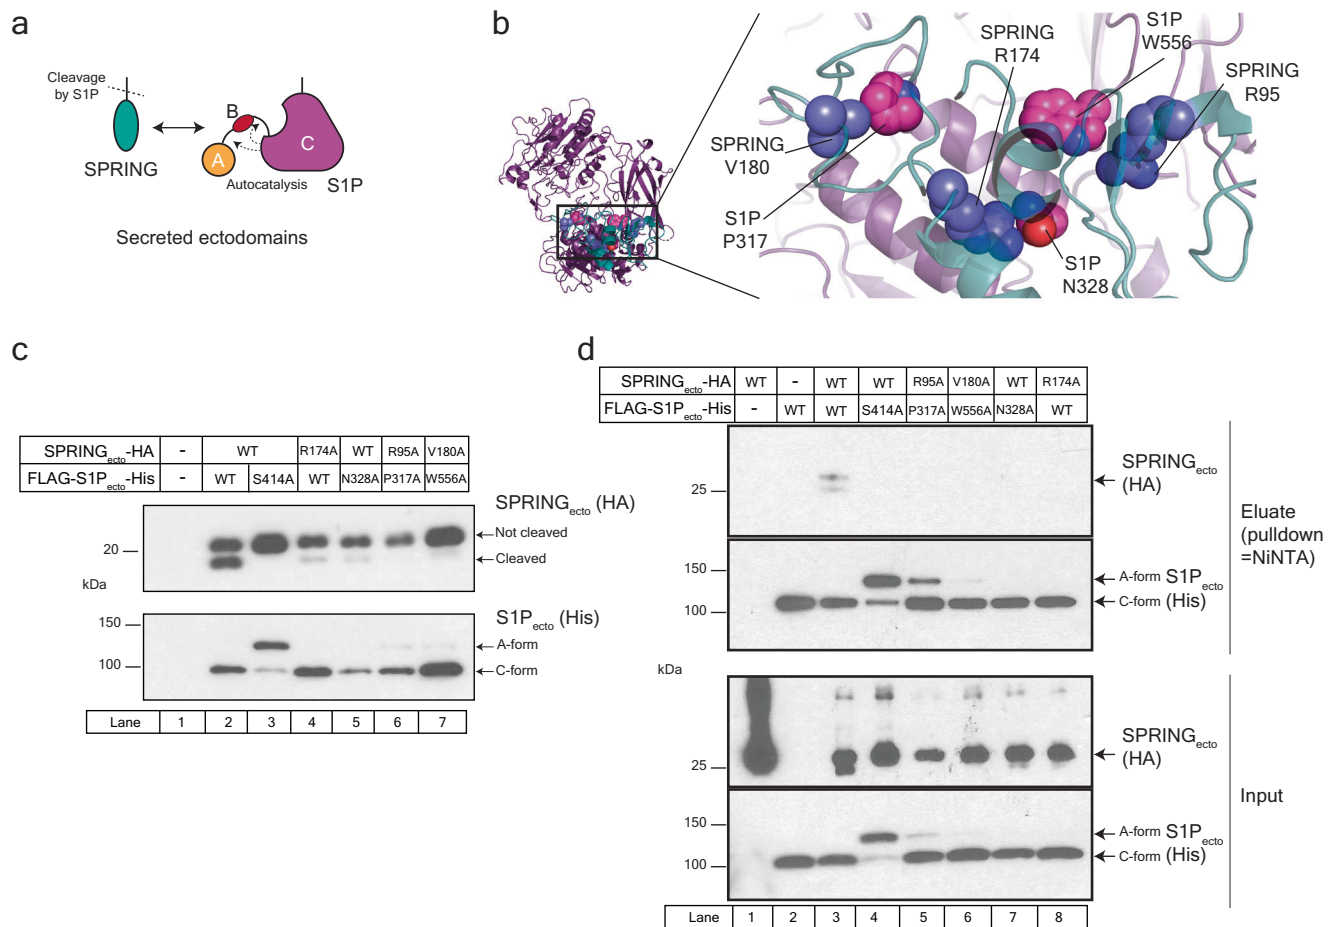 a
Cleavage
by S1P
SPRING
A
B
C
Autocatalysis
S1P
Secreted ectodomains
b
SPRING
R174
S1P
W556
SPRING
R95
SPRING
V180
S1P
P317
S1P
N328
c
SPRINGecto-HA - WT R174A WT R95A V180A
FLAG-S1Pecto-His - WT S414A WT N328A P317A W556A
SPRINGecto (HA)
Not cleaved
20
Cleaved
kDa
S1Pecto (His)
150
A-form
100
C-form
Lane 1 2 3 4 5 6 7
d
SPRINGecto-HA WT - WT WT R95A V180A WT R174A
FLAG-S1Pecto-His - WT WT S414A P317A W556A N328A WT
SPRINGecto
(HA)
25
Eluate
(pulldown
=NiNTA)
150
A-form S1Pecto
100
C-form (His)
kDa
SPRINGecto
(HA)
25
Input
150
A-form S1Pecto
100
C-form (His)
Lane 1 2 3 4 5 6 7 8